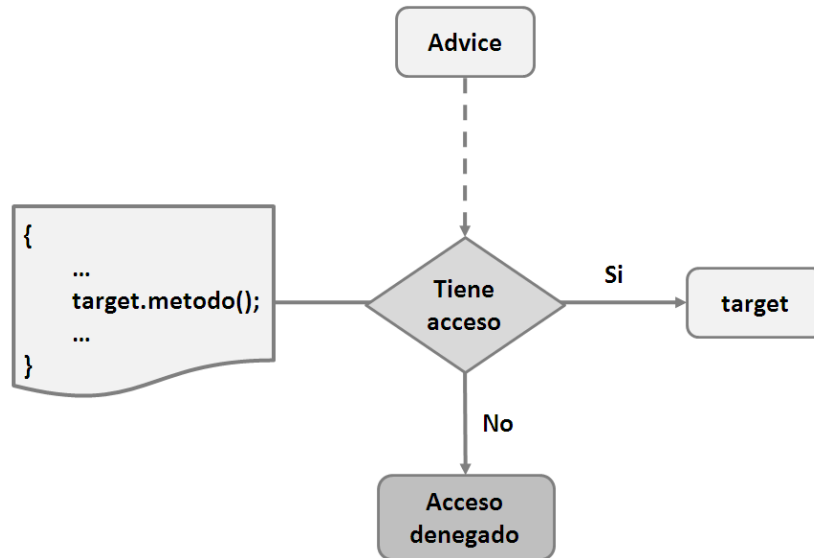 Advice
{
...
target.metodo();
...
}
Tiene
acceso
Si
target
No
Acceso
denegado